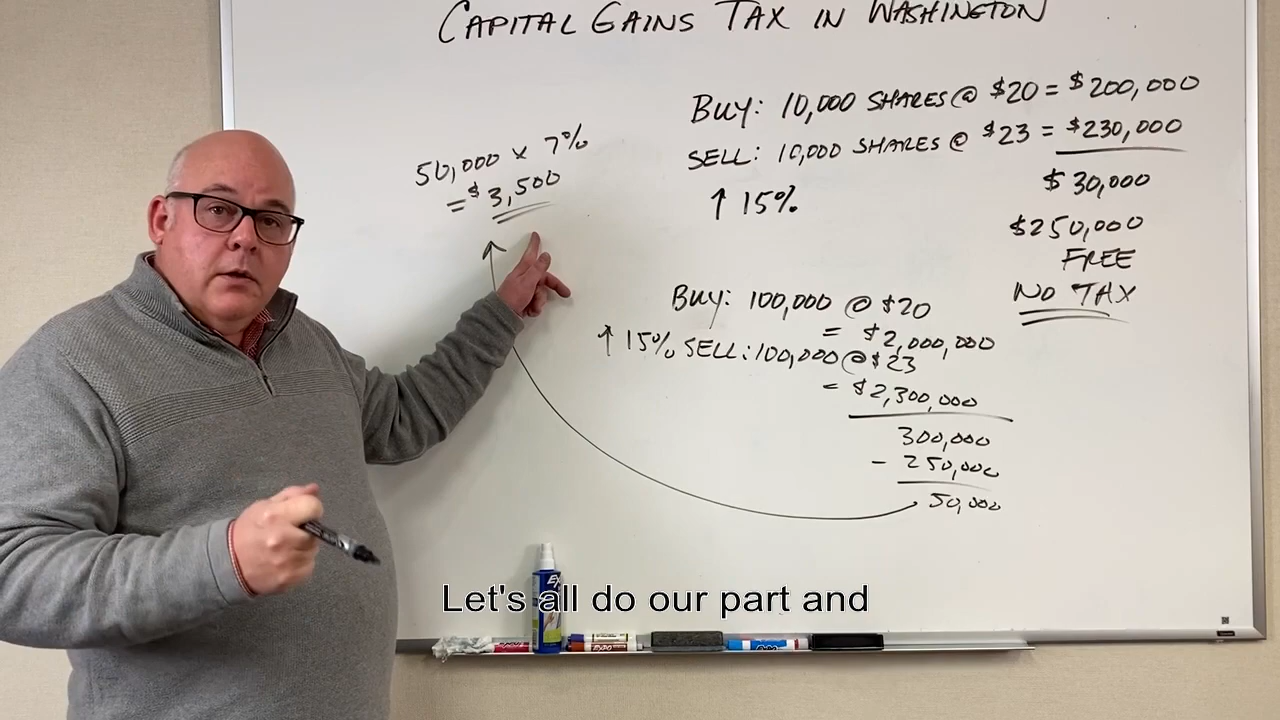 CAPITAL GAINS TAX IN WASHINGTON
50,000 x 7%
= $3,500
BUY: 10,000 SHARES @ $20 = $200,000
SELL: 10,000 SHARES @ $23 = $230,000
↑ 15%
$30,000
$250,000
FREE
NO TAX
BUY: 100,000 @ $20
= $2,000,000
↑ 15% SELL: 100,000 @ $23
= $2,300,000
300,000
- 250,000
50,000
Let's all do our part and